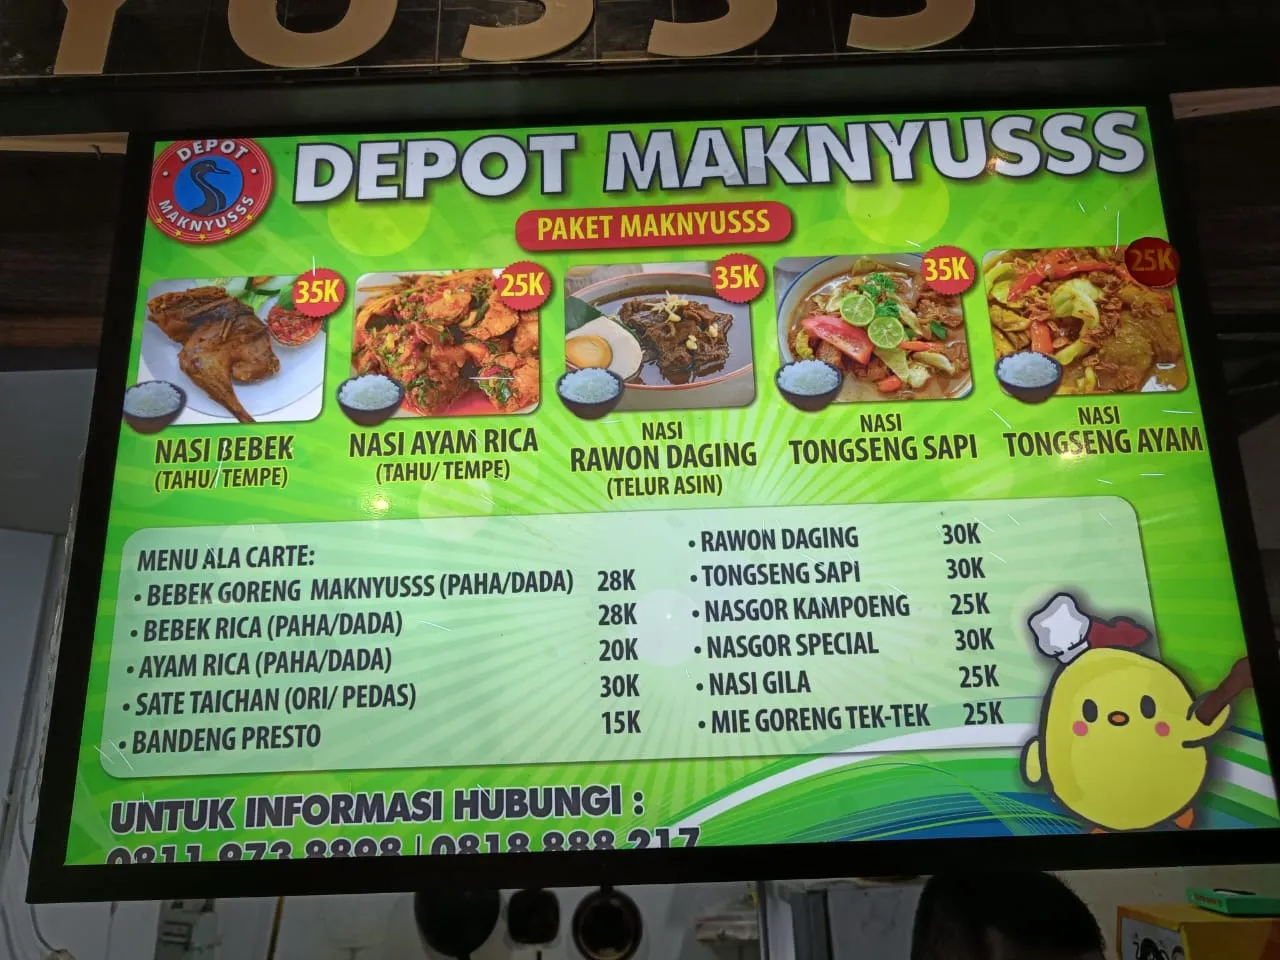 YUSSS
DEPOT
MAKNYUSSS
DEPOT MAKNYUSSS
PAKET MAKNYUSSS
35K
25K
35K
35K
25K
NASI BEBEK
(TAHU/ TEMPE)
NASI AYAM RICA
(TAHU/ TEMPE)
NASI
RAWON DAGING
(TELUR ASIN)
NASI
TONGSENG SAPI
NASI
TONGSENG AYAM
MENU ALA CARTE:
• BEBEK GORENG MAKNYUSSS (PAHA/DADA) 28K
• BEBEK RICA (PAHA/DADA) 28K
• AYAM RICA (PAHA/DADA) 20K
• SATE TAICHAN (ORI/ PEDAS) 30K
• BANDENG PRESTO 15K
• RAWON DAGING 30K
• TONGSENG SAPI 30K
• NASGOR KAMPOENG 25K
• NASGOR SPECIAL 30K
• NASI GILA 25K
• MIE GORENG TEK-TEK 25K
UNTUK INFORMASI HUBUNGI :
0811 973 8898 | 0818 888 217